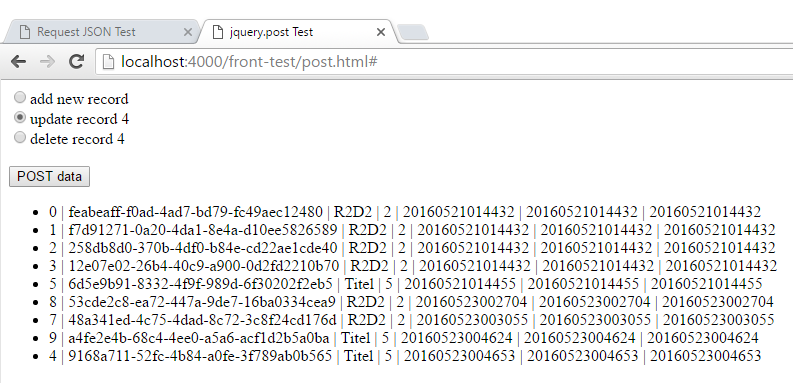 Request JSON Test
jquery.post Test
localhost:4000/front-test/post.html#
add new record
update record 4
delete record 4
POST data
0 | feabeaff-f0ad-4ad7-bd79-fc49aec12480 | R2D2 | 2 | 20160521014432 | 20160521014432 | 20160521014432
1 | f7d91271-0a20-4da1-8e4a-d10ee5826589 | R2D2 | 2 | 20160521014432 | 20160521014432 | 20160521014432
2 | 258db8d0-370b-4df0-b84e-cd22ae1cde40 | R2D2 | 2 | 20160521014432 | 20160521014432 | 20160521014432
3 | 12e07e02-26b4-40c9-a900-0d2fd2210b70 | R2D2 | 2 | 20160521014432 | 20160521014432 | 20160521014432
5 | 6d5e9b91-8332-4f9f-989d-6f30202f2eb5 | Titel | 5 | 20160521014455 | 20160521014455 | 20160521014455
8 | 53cde2c8-ea72-447a-9de7-16ba0334cea9 | R2D2 | 2 | 20160523002704 | 20160523002704 | 20160523002704
7 | 48a341ed-4c75-4dad-8c72-3c8f24cd176d | R2D2 | 2 | 20160523003055 | 20160523003055 | 20160523003055
9 | a4fe2e4b-68c4-4ee0-a5a6-acf1d2b5a0ba | Titel | 5 | 20160523004624 | 20160523004624 | 20160523004624
4 | 9168a711-52fc-4b84-a0fe-3f789ab0b565 | Titel | 5 | 20160523004653 | 20160523004653 | 20160523004653